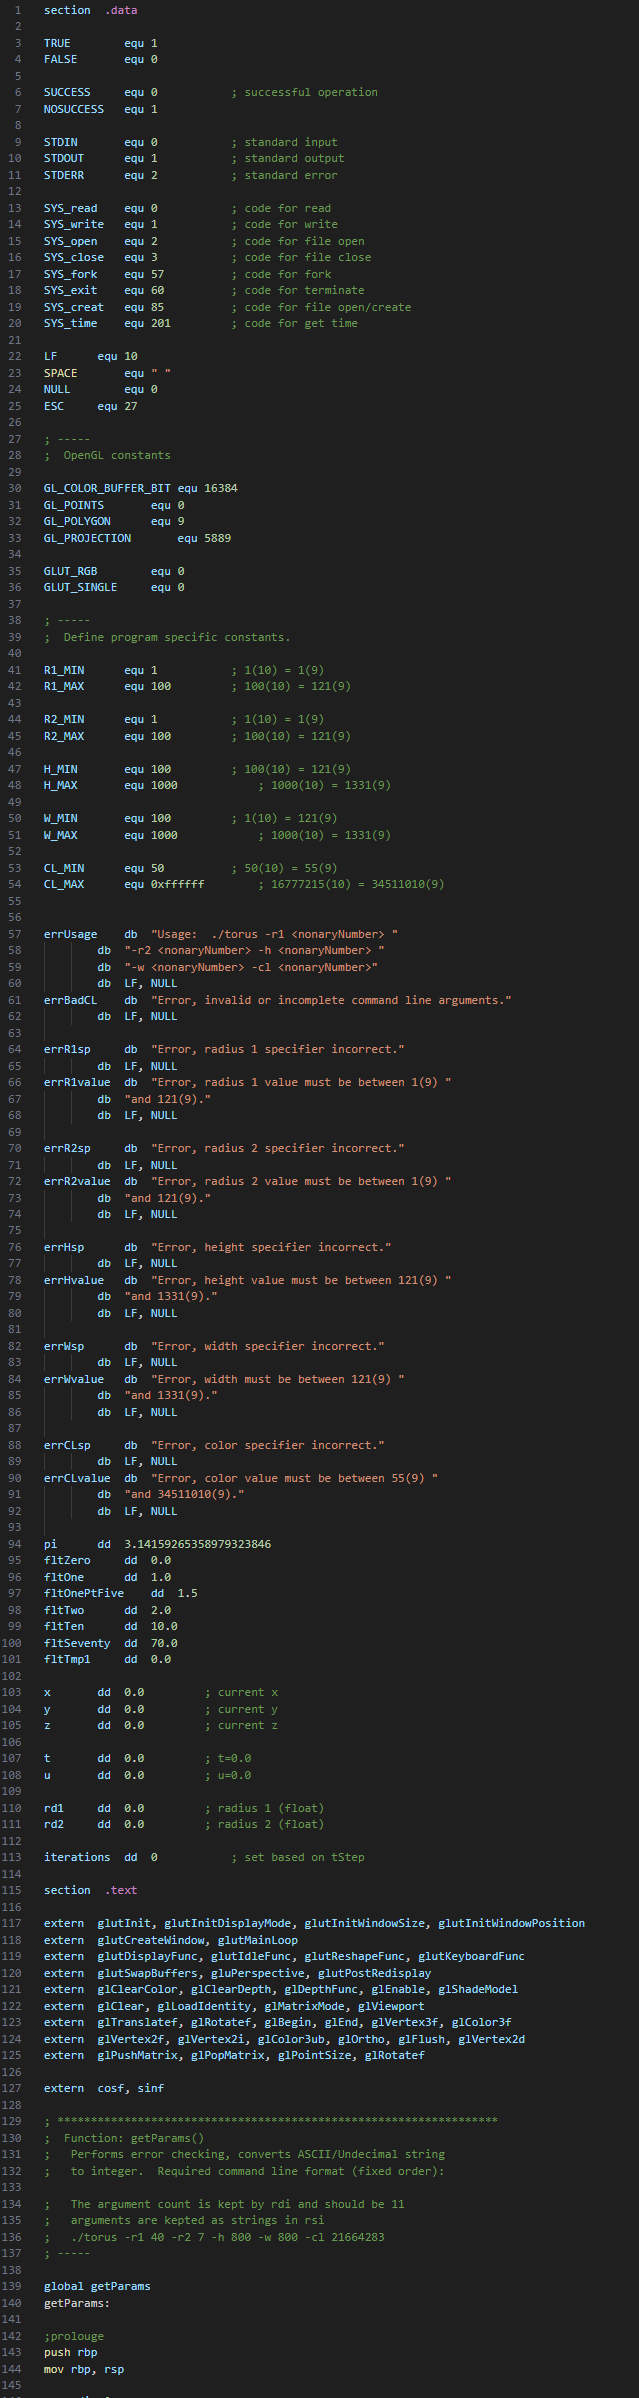 1 section .data
2
3 TRUE equ 1
4 FALSE equ 0
5
6 SUCCESS equ 0 ; successful operation
7 NOSUCCESS equ 1
8
9 STDIN equ 0 ; standard input
10 STDOUT equ 1 ; standard output
11 STDERR equ 2 ; standard error
12
13 SYS_read equ 0 ; code for read
14 SYS_write equ 1 ; code for write
15 SYS_open equ 2 ; code for file open
16 SYS_close equ 3 ; code for file close
17 SYS_fork equ 57 ; code for fork
18 SYS_exit equ 60 ; code for terminate
19 SYS_creat equ 85 ; code for file open/create
20 SYS_time equ 201 ; code for get time
21
22 LF equ 10
23 SPACE equ " "
24 NULL equ 0
25 ESC equ 27
26
27 ; -----
28 ; OpenGL constants
29
30 GL_COLOR_BUFFER_BIT equ 16384
31 GL_POINTS equ 0
32 GL_POLYGON equ 9
33 GL_PROJECTION equ 5889
34
35 GLUT_RGB equ 0
36 GLUT_SINGLE equ 0
37
38 ; -----
39 ; Define program specific constants.
40
41 R1_MIN equ 1 ; 1(10) = 1(9)
42 R1_MAX equ 100 ; 100(10) = 121(9)
43
44 R2_MIN equ 1 ; 1(10) = 1(9)
45 R2_MAX equ 100 ; 100(10) = 121(9)
46
47 H_MIN equ 100 ; 100(10) = 121(9)
48 H_MAX equ 1000 ; 1000(10) = 1331(9)
49
50 W_MIN equ 100 ; 1(10) = 121(9)
51 W_MAX equ 1000 ; 1000(10) = 1331(9)
52
53 CL_MIN equ 50 ; 50(10) = 55(9)
54 CL_MAX equ 0xffffff ; 16777215(10) = 34511010(9)
55
56
57 errUsage db "Usage: ./torus -r1 <nonaryNumber> "
58 db "-r2 <nonaryNumber> -h <nonaryNumber> "
59 db "-w <nonaryNumber> -cl <nonaryNumber>"
60 db LF, NULL
61 errBadCL db "Error, invalid or incomplete command line arguments."
62 db LF, NULL
63
64 errR1sp db "Error, radius 1 specifier incorrect."
65 db LF, NULL
66 errR1value db "Error, radius 1 value must be between 1(9) "
67 db "and 121(9)."
68 db LF, NULL
69
70 errR2sp db "Error, radius 2 specifier incorrect."
71 db LF, NULL
72 errR2value db "Error, radius 2 value must be between 1(9) "
73 db "and 121(9)."
74 db LF, NULL
75
76 errHsp db "Error, height specifier incorrect."
77 db LF, NULL
78 errHvalue db "Error, height value must be between 121(9) "
79 db "and 1331(9)."
80 db LF, NULL
81
82 errWsp db "Error, width specifier incorrect."
83 db LF, NULL
84 errWvalue db "Error, width must be between 121(9) "
85 db "and 1331(9)."
86 db LF, NULL
87
88 errCLsp db "Error, color specifier incorrect."
89 db LF, NULL
90 errCLvalue db "Error, color value must be between 55(9) "
91 db "and 34511010(9)."
92 db LF, NULL
93
94 pi dd 3.14159265358979323846
95 fltZero dd 0.0
96 fltOne dd 1.0
97 fltOnePtFive dd 1.5
98 fltTwo dd 2.0
99 fltTen dd 10.0
100 fltSeventy dd 70.0
101 fltTmp1 dd 0.0
102
103 x dd 0.0 ; current x
104 y dd 0.0 ; current y
105 z dd 0.0 ; current z
106
107 t dd 0.0 ; t=0.0
108 u dd 0.0 ; u=0.0
109
110 rd1 dd 0.0 ; radius 1 (float)
111 rd2 dd 0.0 ; radius 2 (float)
112
113 iterations dd 0 ; set based on tStep
114
115 section .text
116
117 extern glutInit, glutInitDisplayMode, glutInitWindowSize, glutInitWindowPosition
118 extern glutCreateWindow, glutMainLoop
119 extern glutDisplayFunc, glutIdleFunc, glutReshapeFunc, glutKeyboardFunc
120 extern glutSwapBuffers, gluPerspective, glutPostRedisplay
121 extern glClearColor, glClearDepth, glDepthFunc, glEnable, glShadeModel
122 extern glClear, glLoadIdentity, glMatrixMode, glViewport
123 extern glTranslatef, glRotatef, glBegin, glEnd, glVertex3f, glColor3f
124 extern glVertex2f, glVertex2i, glColor3ub, glOrtho, glFlush, glVertex2d
125 extern glPushMatrix, glPopMatrix, glPointSize, glRotatef
126
127 extern cosf, sinf
128
129 ; ******************************************************************
130 ; Function: getParams()
131 ; Performs error checking, converts ASCII/Undecimal string
132 ; to integer. Required command line format (fixed order):
133
134 ; The argument count is kept by rdi and should be 11
135 ; arguments are kepted as strings in rsi
136 ; ./torus -r1 40 -r2 7 -h 800 -w 800 -cl 21664283
137 ; -----
138
139 global getParams
140 getParams:
141
142 ;prolouge
143 push rbp
144 mov rbp, rsp
145